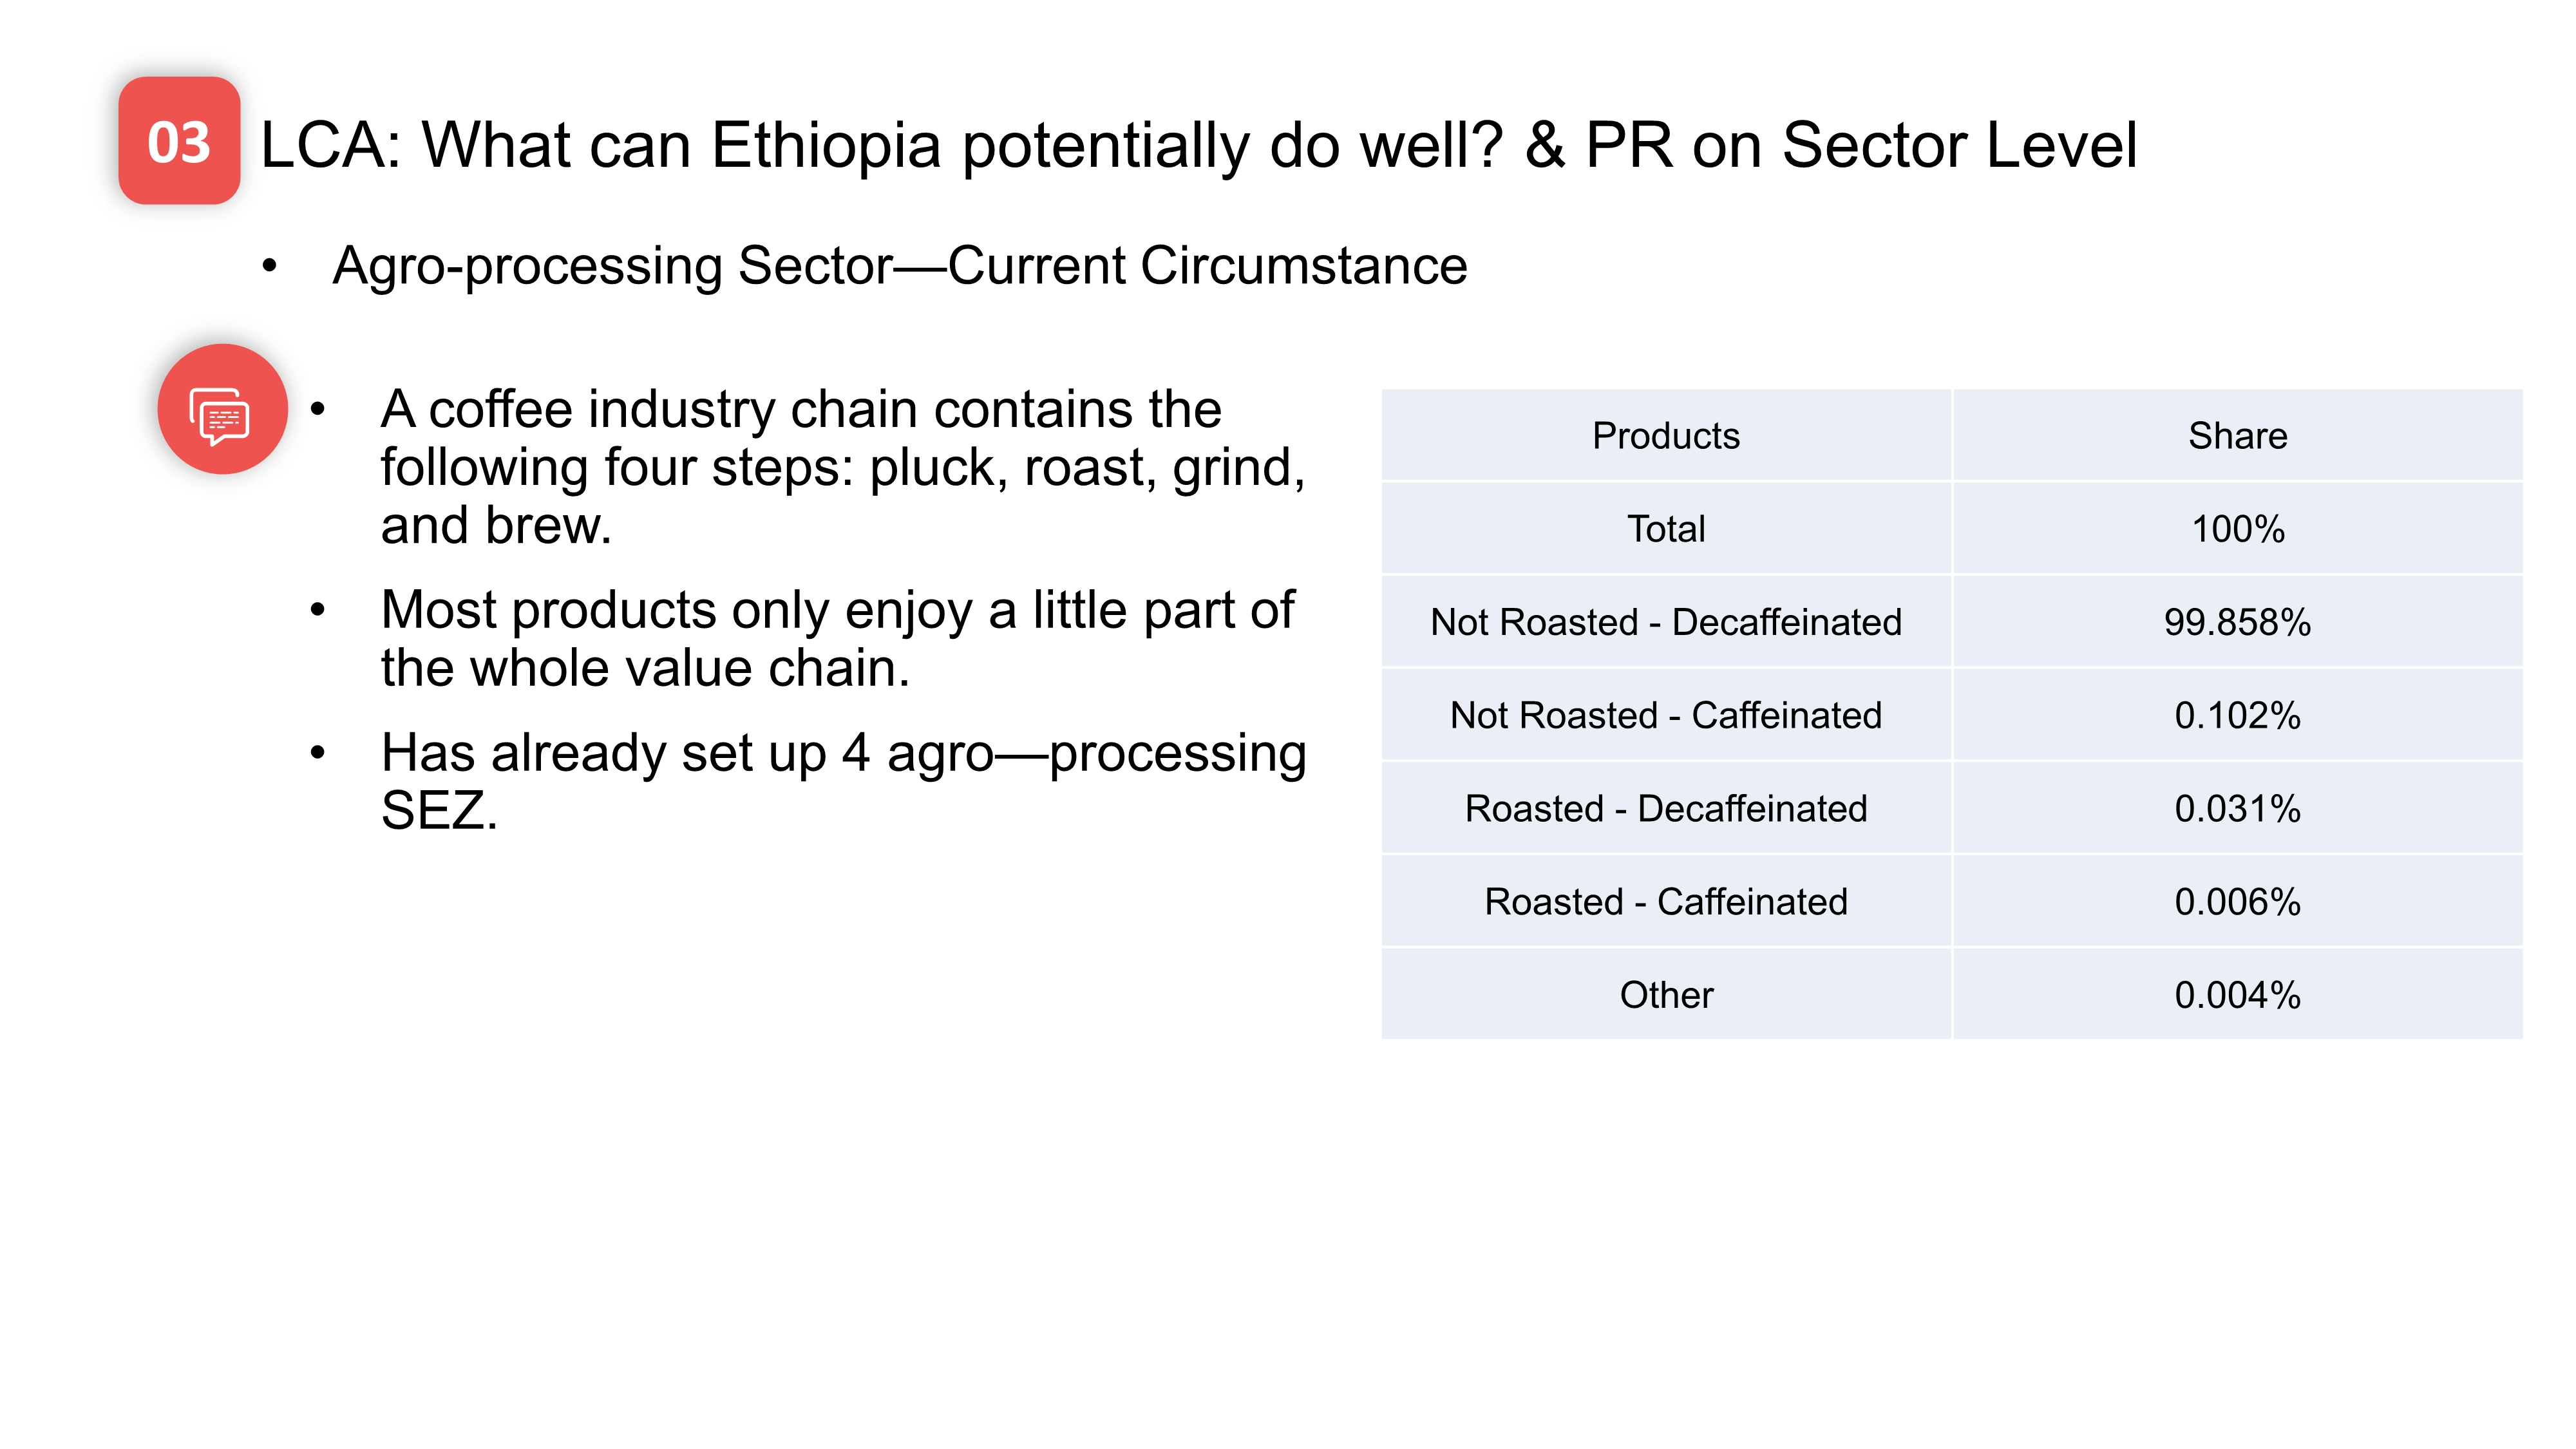 03
LCA: What can Ethiopia potentially do well? & PR on Sector Level
• Agro-processing Sector—Current Circumstance
• A coffee industry chain contains the
following four steps: pluck, roast, grind,
and brew.
• Most products only enjoy a little part of
the whole value chain.
• Has already set up 4 agro—processing
SEZ.
Products Share
Total 100%
Not Roasted - Decaffeinated 99.858%
Not Roasted - Caffeinated 0.102%
Roasted - Decaffeinated 0.031%
Roasted - Caffeinated 0.006%
Other 0.004%